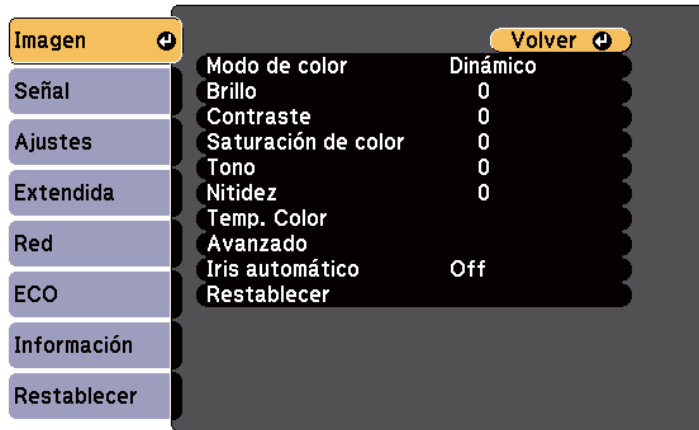 Imagen
Señal
Ajustes
Extendida
Red
ECO
Información
Restablecer
Volver
Modo de color Dinámico
Brillo 0
Contraste 0
Saturación de color 0
Tono 0
Nitidez 0
Temp. Color
Avanzado
Iris automático Off
Restablecer